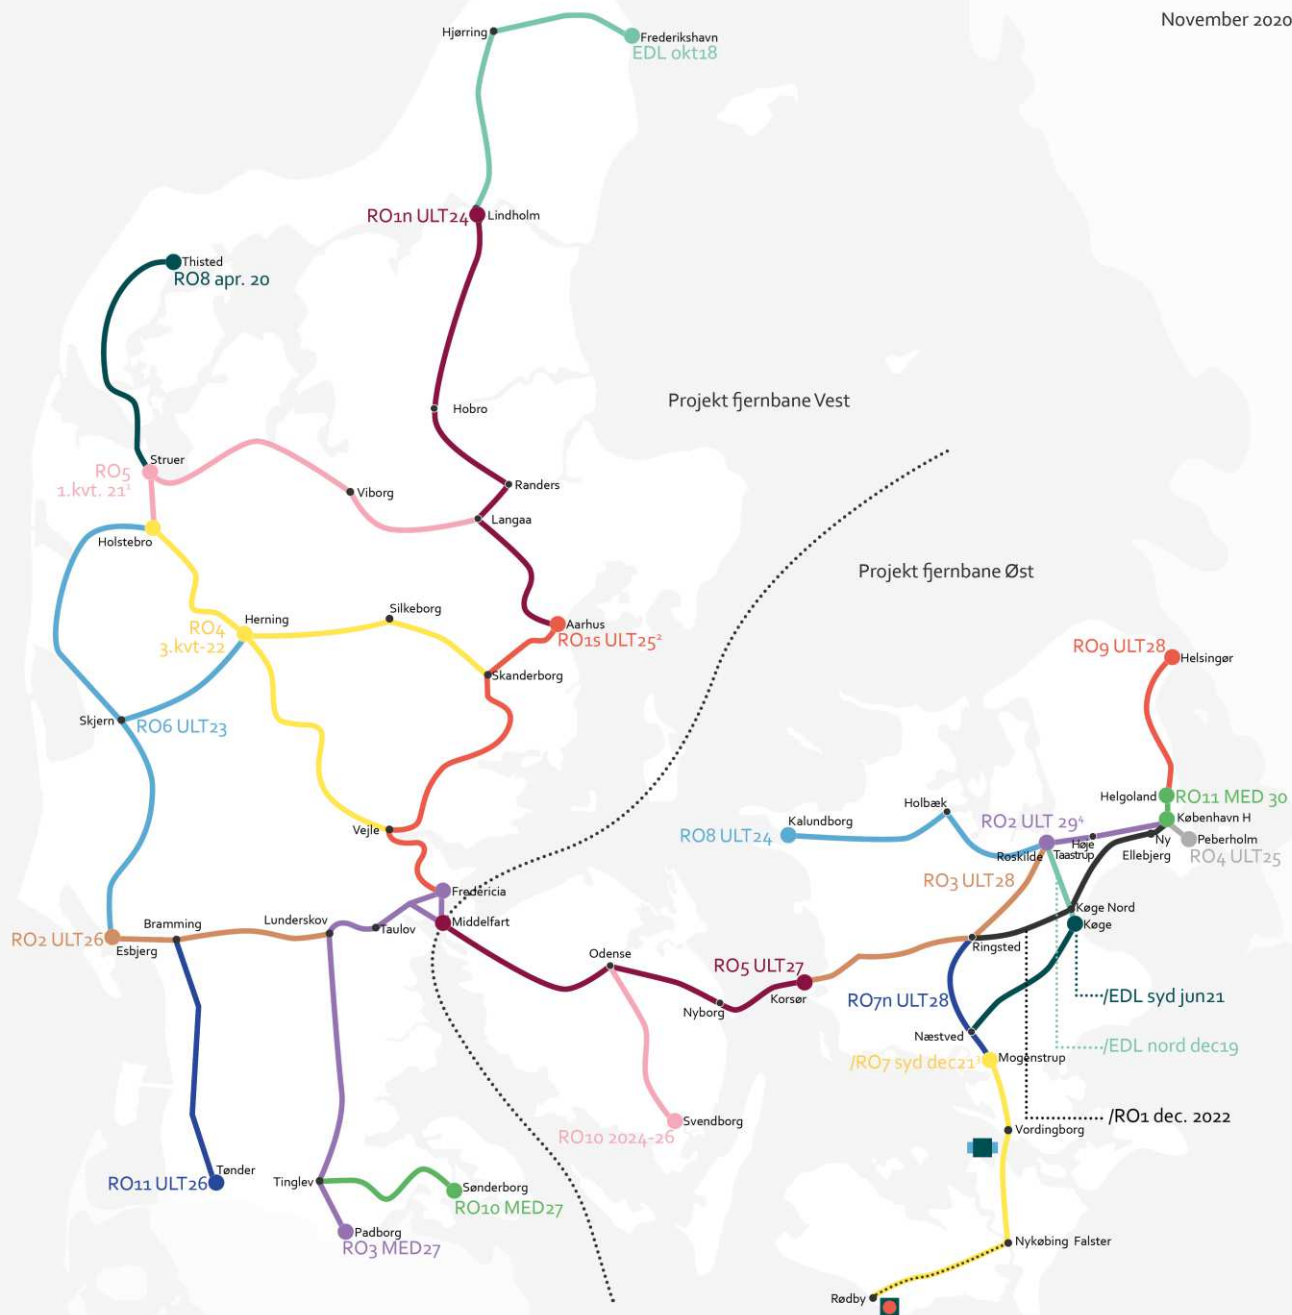 November 2020
Hjørring
Frederikshavn
EDL okt18
RO1n ULT24
Lindholm
Thisted
RO8 apr. 20
Projekt fjernbane Vest
Hobro
Struer
RO5
1.kvt. 21¹
Viborg
Randers
Langaa
Holstebro
Projekt fjernbane Øst
Silkeborg
Herning
RO4
3.kvt-22
Aarhus
RO1s ULT25²
RO9 ULT28
Helsingør
Skanderborg
Skjern
RO6 ULT23
Helgoland
RO11 MED 30
Holbæk
Kalundborg
RO8 ULT24
RO2 ULT 29⁴
København H
Vejle
Høje
Taastrup
Roskilde
Ny
Ellebjerg
Peberholm
RO4 ULT25
RO3 ULT28
Fredericia
Køge Nord
Køge
Bramming
Lunderskov
Taulov
Middelfart
RO2 ULT26
Esbjerg
Ringsted
Odense
RO5 ULT27
Korsør
Nyborg
RO7n ULT28
/EDL syd jun21
Næstved
/EDL nord dec19
/RO7 syd dec21³
Mogenstrup
/RO1 dec. 2022
Svendborg
RO10 2024-26
Vordingborg
Tønder
RO11 ULT26
Tinglev
Sønderborg
RO10 MED27
Padborg
RO3 MED27
Nykøbing Falster
Rødby